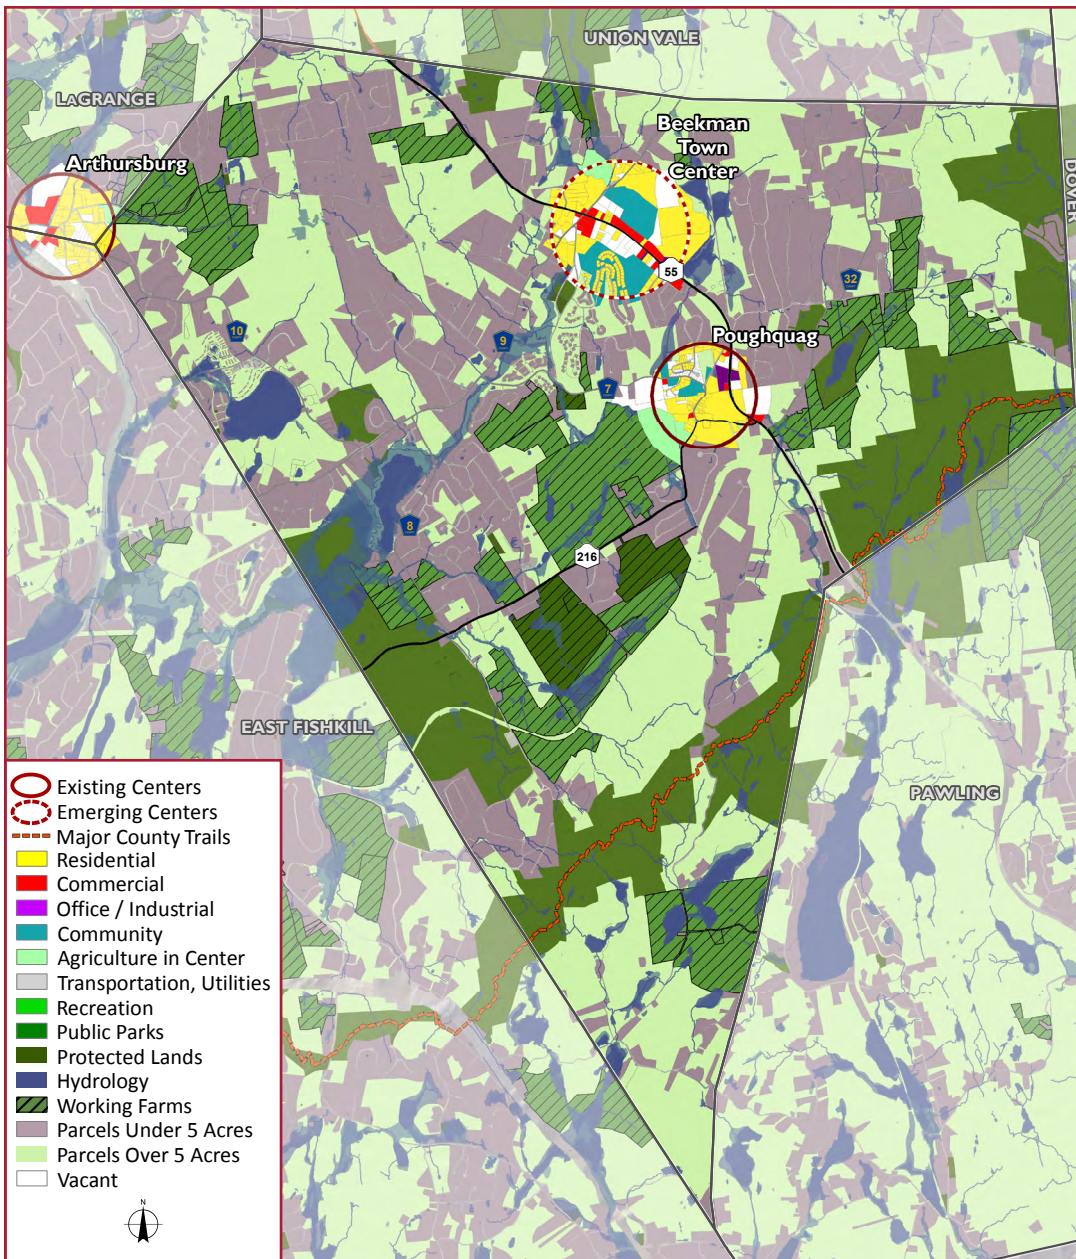 UNION VALE
LAGRANGE
Beekman
Town
Center
Arthursburg
DOVER
55
32
Poughquag
10
9
7
8
216
EAST FISHKILL
PAWLING
Existing Centers
Emerging Centers
Major County Trails
Residential
Commercial
Office / Industrial
Community
Agriculture in Center
Transportation, Utilities
Recreation
Public Parks
Protected Lands
Hydrology
Working Farms
Parcels Under 5 Acres
Parcels Over 5 Acres
Vacant
N